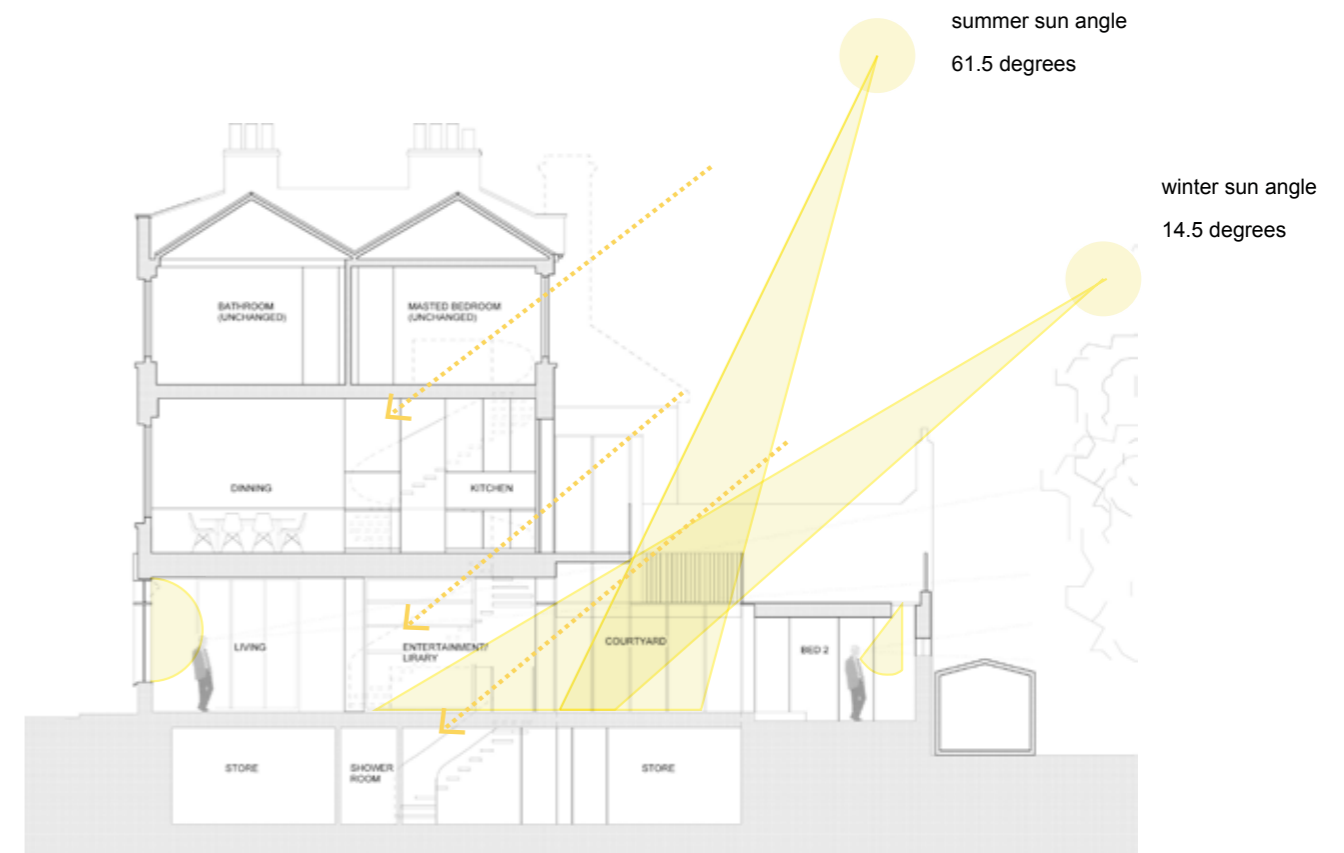 summer sun angle
61.5 degrees
winter sun angle
14.5 degrees
BATHROOM
(UNCHANGED)
MASTED BEDROOM
(UNCHANGED)
DINNING
KITCHEN
LIVING
ENTERTAINMENT/
LIRARY
COURTYARD
BED 2
STORE
SHOWER
ROOM
STORE